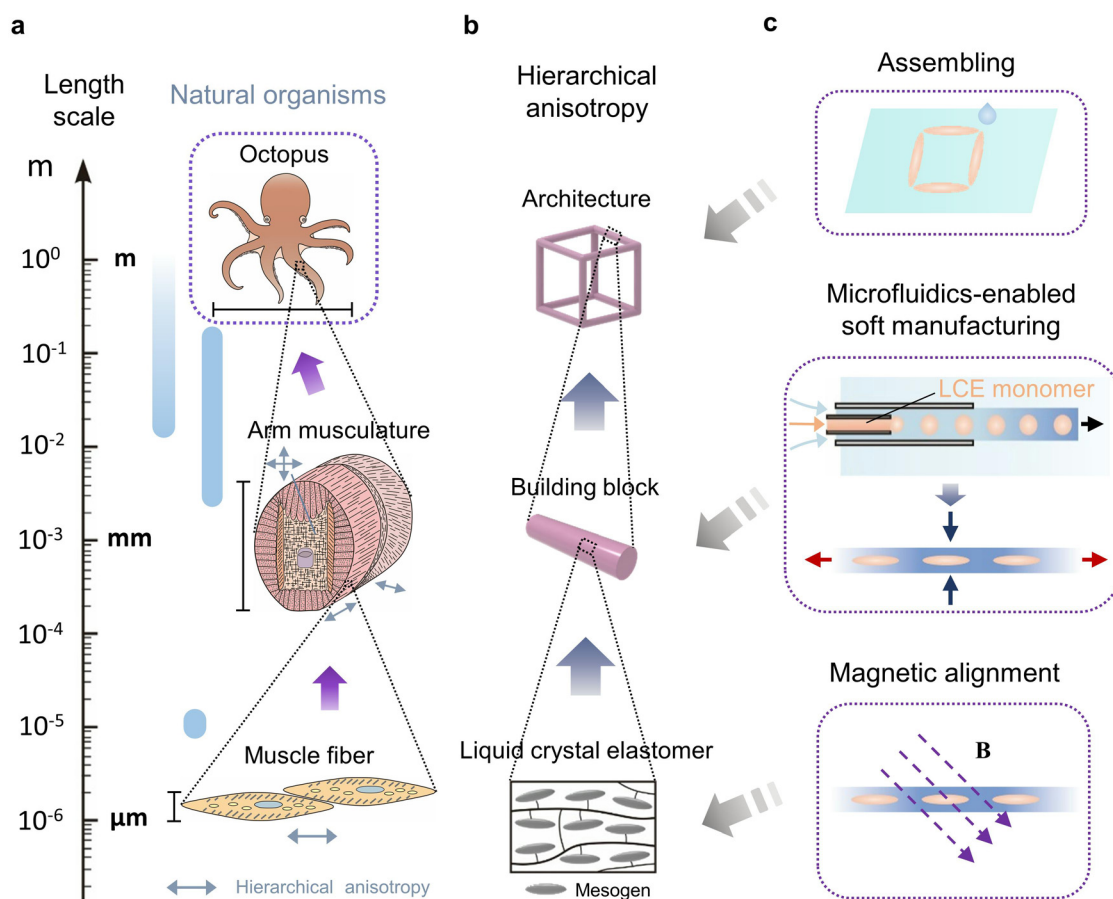 a
Length
scale
m
10⁰ m
10⁻¹
10⁻²
10⁻³ mm
10⁻⁴
10⁻⁵
10⁻⁶ μm
Natural organisms
Octopus
Arm musculature
Muscle fiber
Hierarchical anisotropy
b
Hierarchical
anisotropy
Architecture
Building block
Liquid crystal elastomer
Mesogen
c
Assembling
Microfluidics-enabled
soft manufacturing
LCE monomer
Magnetic alignment
B